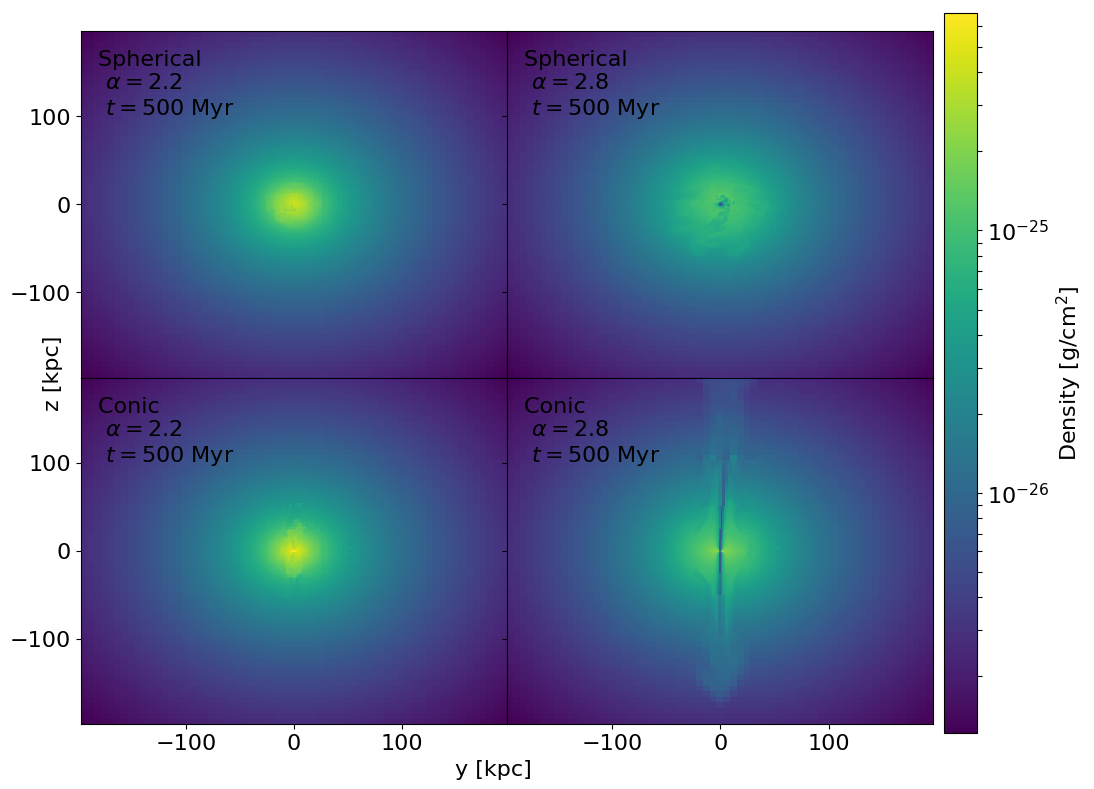 Spherical
α = 2.2
t = 500 Myr
Spherical
α = 2.8
t = 500 Myr
100
0
−100
Conic
α = 2.2
t = 500 Myr
Conic
α = 2.8
t = 500 Myr
100
0
−100
z [kpc]
−100 0 100
−100 0 100
y [kpc]
10⁻²⁵
10⁻²⁶
Density [g/cm²]